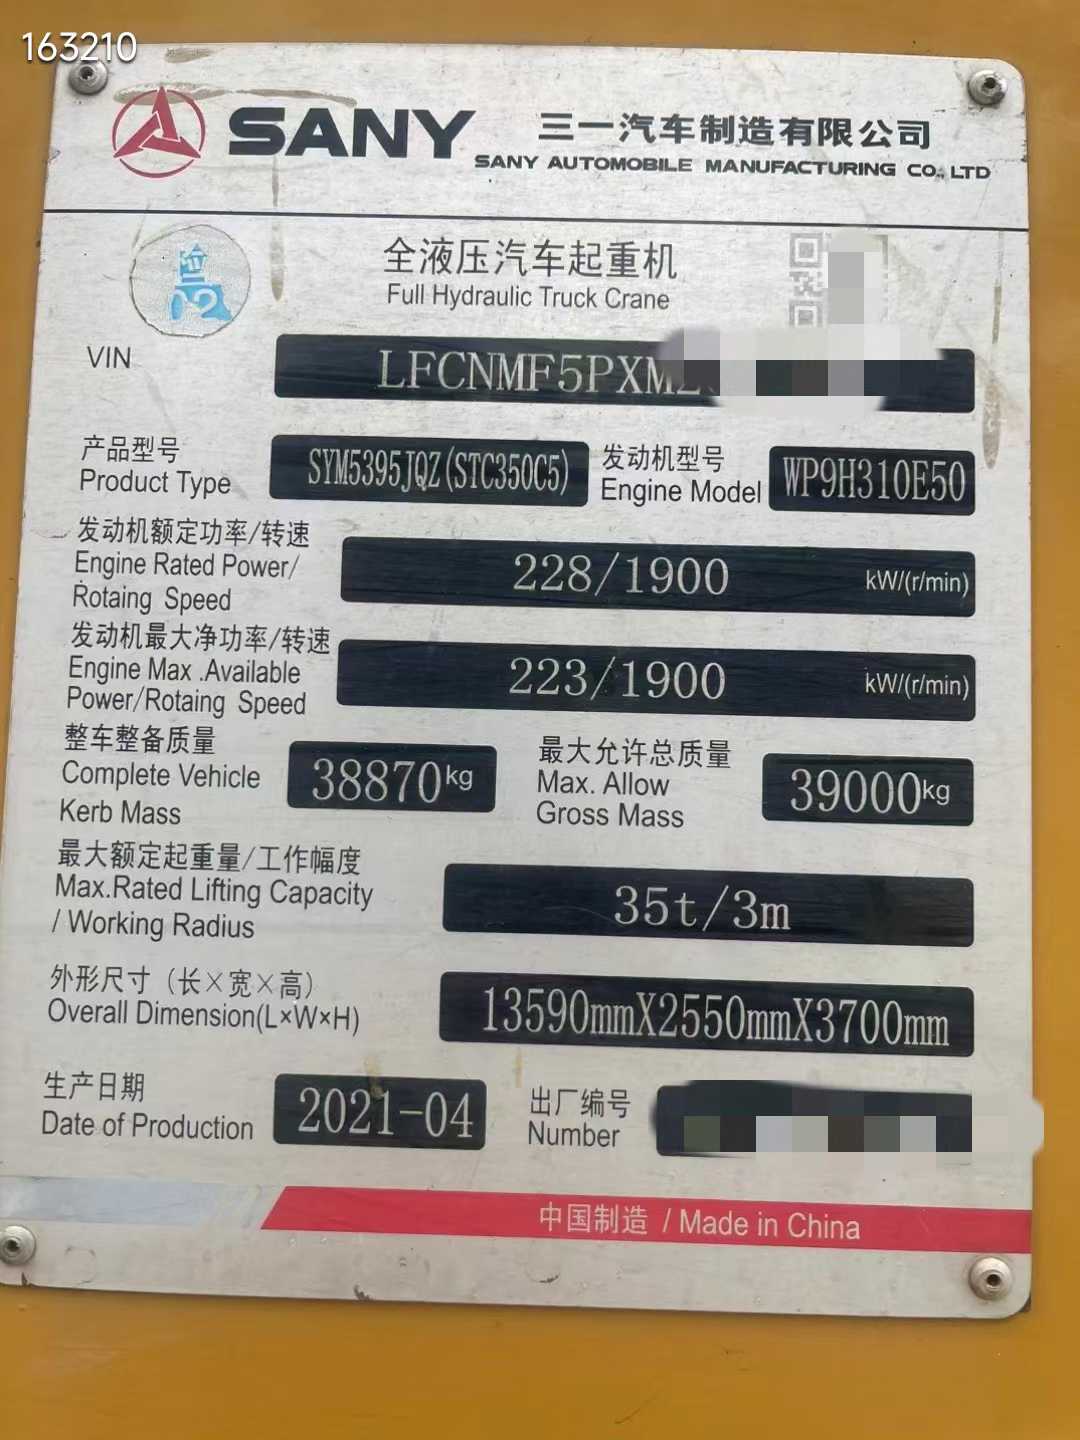 163210
SANY 三一汽车制造有限公司
SANY AUTOMOBILE MANUFACTURING CO., LTD
全液压汽车起重机
Full Hydraulic Truck Crane
VIN LFCNMF5PXM
产品型号
Product Type SYM5395JQZ(STC350C5)
发动机型号
Engine Model WP9H310E50
发动机额定功率/转速
Engine Rated Power/
Rotaing Speed
228/1900 kW/(r/min)
发动机最大净功率/转速
Engine Max .Available
Power/Rotaing Speed
223/1900 kW/(r/min)
整车整备质量
Complete Vehicle
Kerb Mass
38870kg
最大允许总质量
Max. Allow
Gross Mass
39000kg
最大额定起重量/工作幅度
Max.Rated Lifting Capacity
/ Working Radius
35t/3m
外形尺寸（长×宽×高）
Overall Dimension(L×W×H)
13590mmX2550mmX3700mm
生产日期
Date of Production 2021-04
出厂编号
Number
中国制造 / Made in China